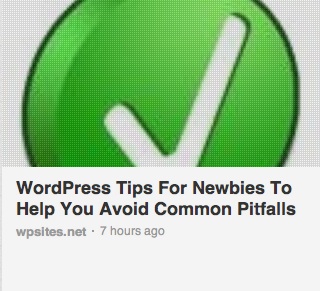 WordPress Tips For Newbies To
Help You Avoid Common Pitfalls
wpsites.net · 7 hours ago